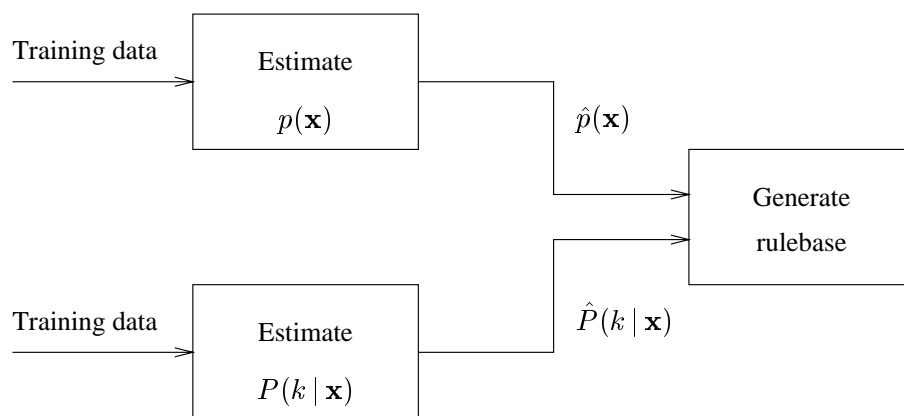 Training data
Estimate
p(𝐱)
p̂(𝐱)
Generate
rulebase
Training data
Estimate
P(k | 𝐱)
P̂(k | 𝐱)